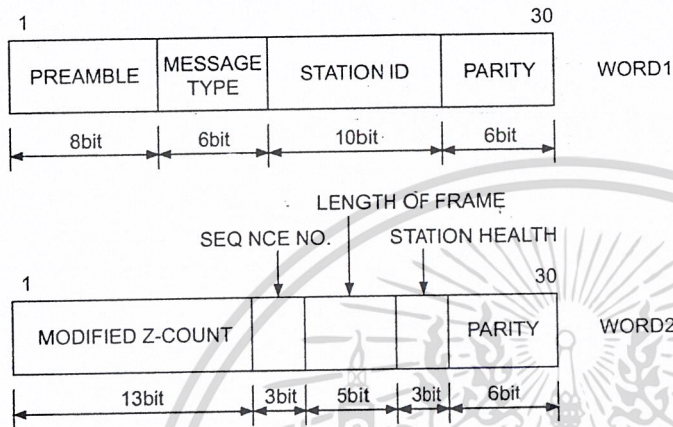 1 30
PREAMBLE MESSAGE TYPE STATION ID PARITY WORD1
8bit 6bit 10bit 6bit
LENGTH OF FRAME
SEQ NCE NO. STATION HEALTH
1 30
MODIFIED Z-COUNT PARITY WORD2
13bit 3bit 5bit 3bit 6bit